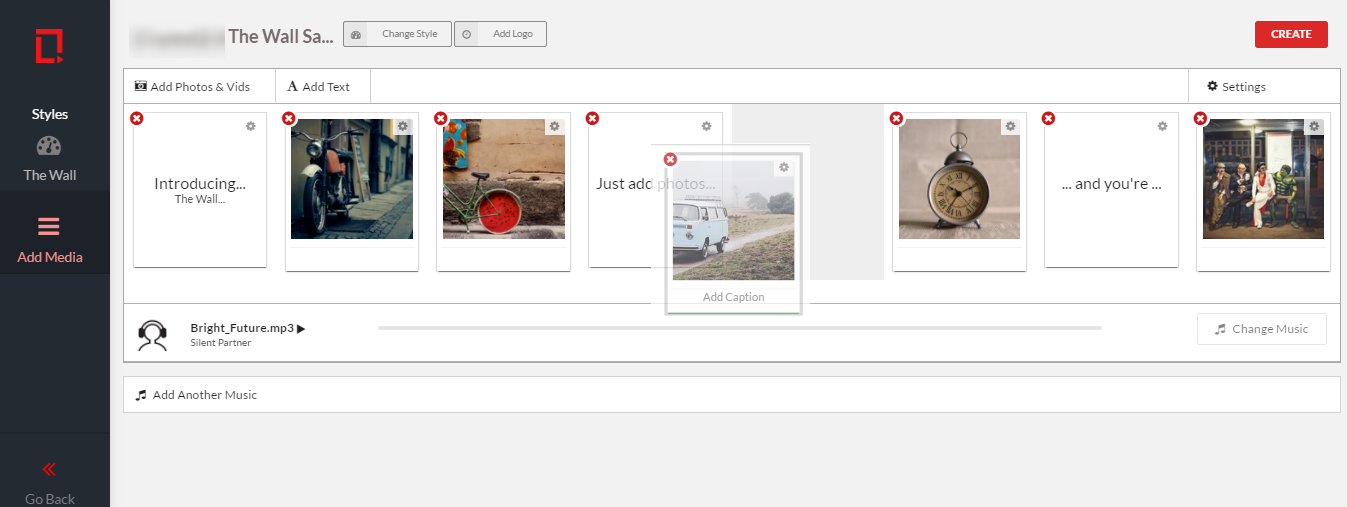 The Wall Sa...
Change Style
Add Logo
CREATE
Styles
The Wall
Add Media
Go Back
Add Photos & Vids
Add Text
Settings
Introducing...
The Wall...
Just add photos...
Add Caption
... and you're ...
Bright_Future.mp3
Silent Partner
Change Music
Add Another Music